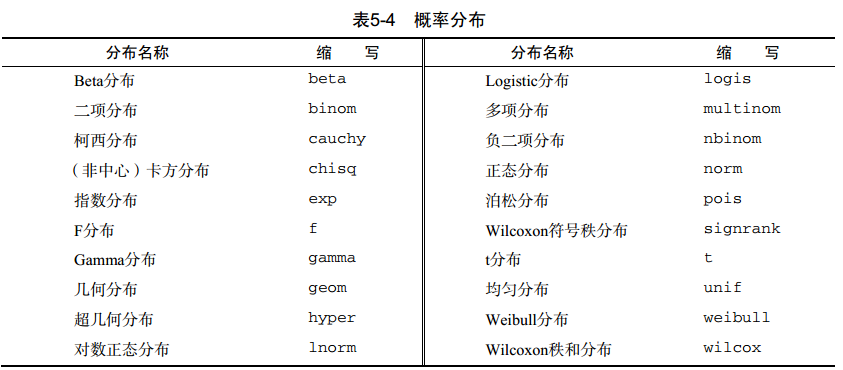 表5-4 概率分布
分布名称 缩 写 分布名称 缩 写
Beta分布 beta Logistic分布 logis
二项分布 binom 多项分布 multinom
柯西分布 cauchy 负二项分布 nbinom
（非中心）卡方分布 chisq 正态分布 norm
指数分布 exp 泊松分布 pois
F分布 f Wilcoxon符号秩分布 signrank
Gamma分布 gamma t分布 t
几何分布 geom 均匀分布 unif
超几何分布 hyper Weibull分布 weibull
对数正态分布 lnorm Wilcoxon秩和分布 wilcox